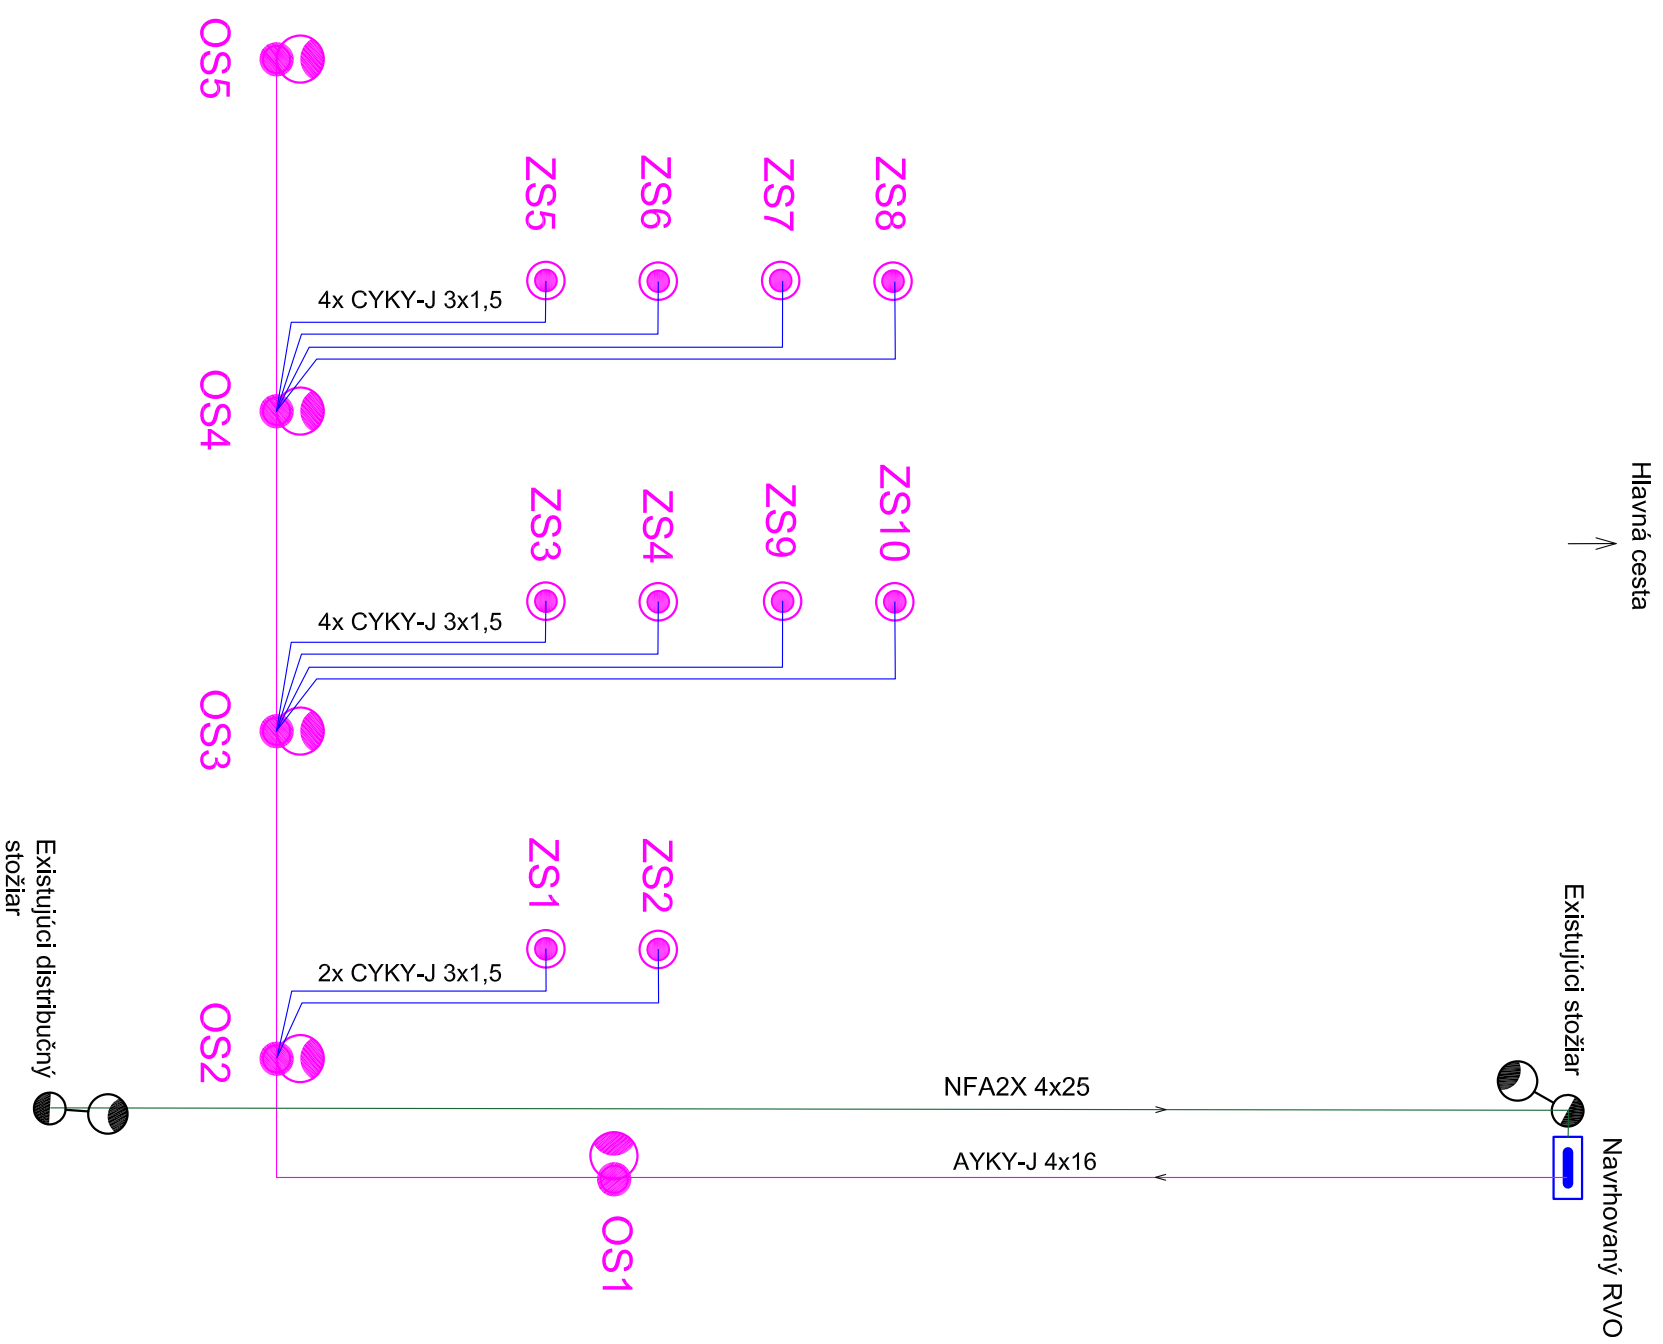 OS5
ZS5
ZS6
ZS7
ZS8
4x CYKY-J 3x1,5
OS4
ZS3
ZS4
ZS9
ZS10
Hlavná cesta
4x CYKY-J 3x1,5
OS3
ZS1
ZS2
2x CYKY-J 3x1,5
OS2
Existujúci distribučný
stožiar
NFA2X 4x25
Existujúci stožiar
AYKY-J 4x16
OS1
Navrhovaný RVO